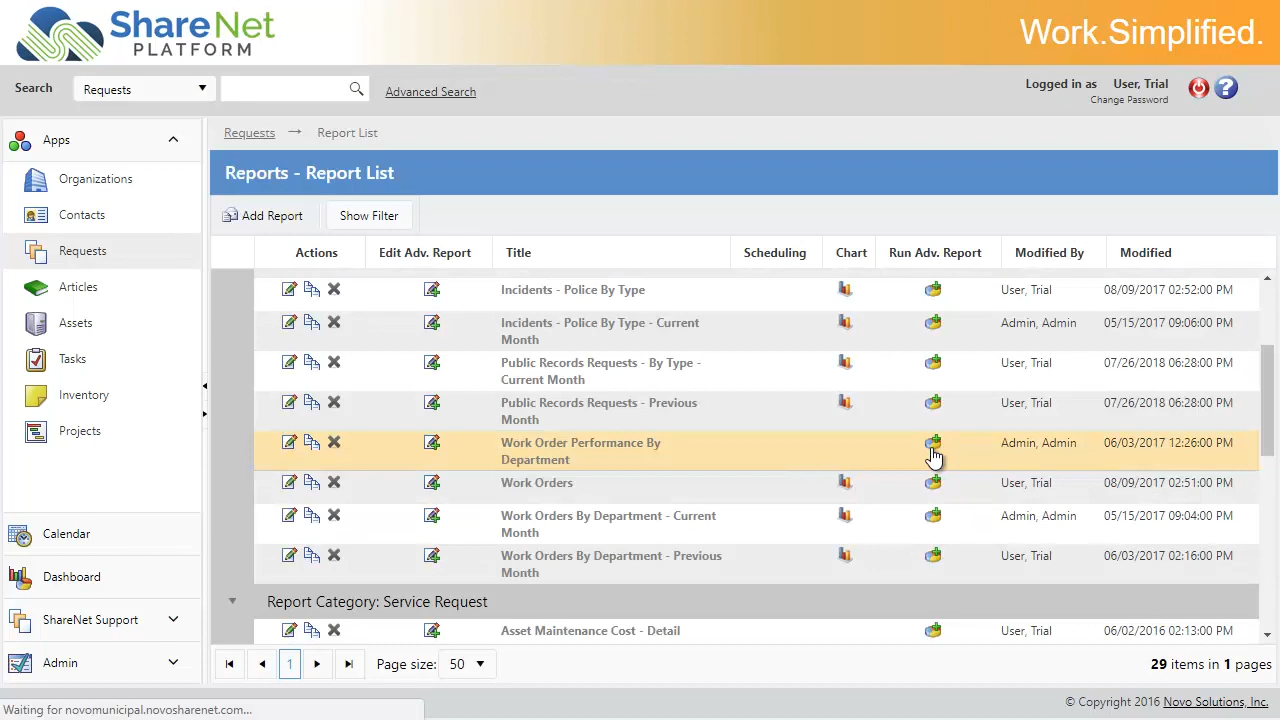 ShareNet
PLATFORM
Work.Simplified.
Search
Requests
Advanced Search
Logged in as User, Trial
Change Password
?
Apps
Organizations
Contacts
Requests
Articles
Assets
Tasks
Inventory
Projects
Calendar
Dashboard
ShareNet Support
Admin
Requests → Report List
Reports - Report List
Add Report
Show Filter
Actions Edit Adv. Report Title Scheduling Chart Run Adv. Report Modified By Modified
Incidents - Police By Type User, Trial 08/09/2017 02:52:00 PM
Incidents - Police By Type - Current Admin, Admin 05/15/2017 09:06:00 PM
Month
Public Records Requests - By Type - User, Trial 07/26/2018 06:28:00 PM
Current Month
Public Records Requests - Previous User, Trial 07/26/2018 06:28:00 PM
Month
Work Order Performance By Admin, Admin 06/03/2017 12:26:00 PM
Department
Work Orders User, Trial 08/09/2017 02:51:00 PM
Work Orders By Department - Current Admin, Admin 05/15/2017 09:04:00 PM
Month
Work Orders By Department - Previous User, Trial 06/03/2017 02:16:00 PM
Month
Report Category: Service Request
Asset Maintenance Cost - Detail User, Trial 06/02/2016 02:13:00 PM
1 Page size: 50 29 items in 1 pages
© Copyright 2016 Novo Solutions, Inc.
Waiting for novomunicipal.novosharenet.com...